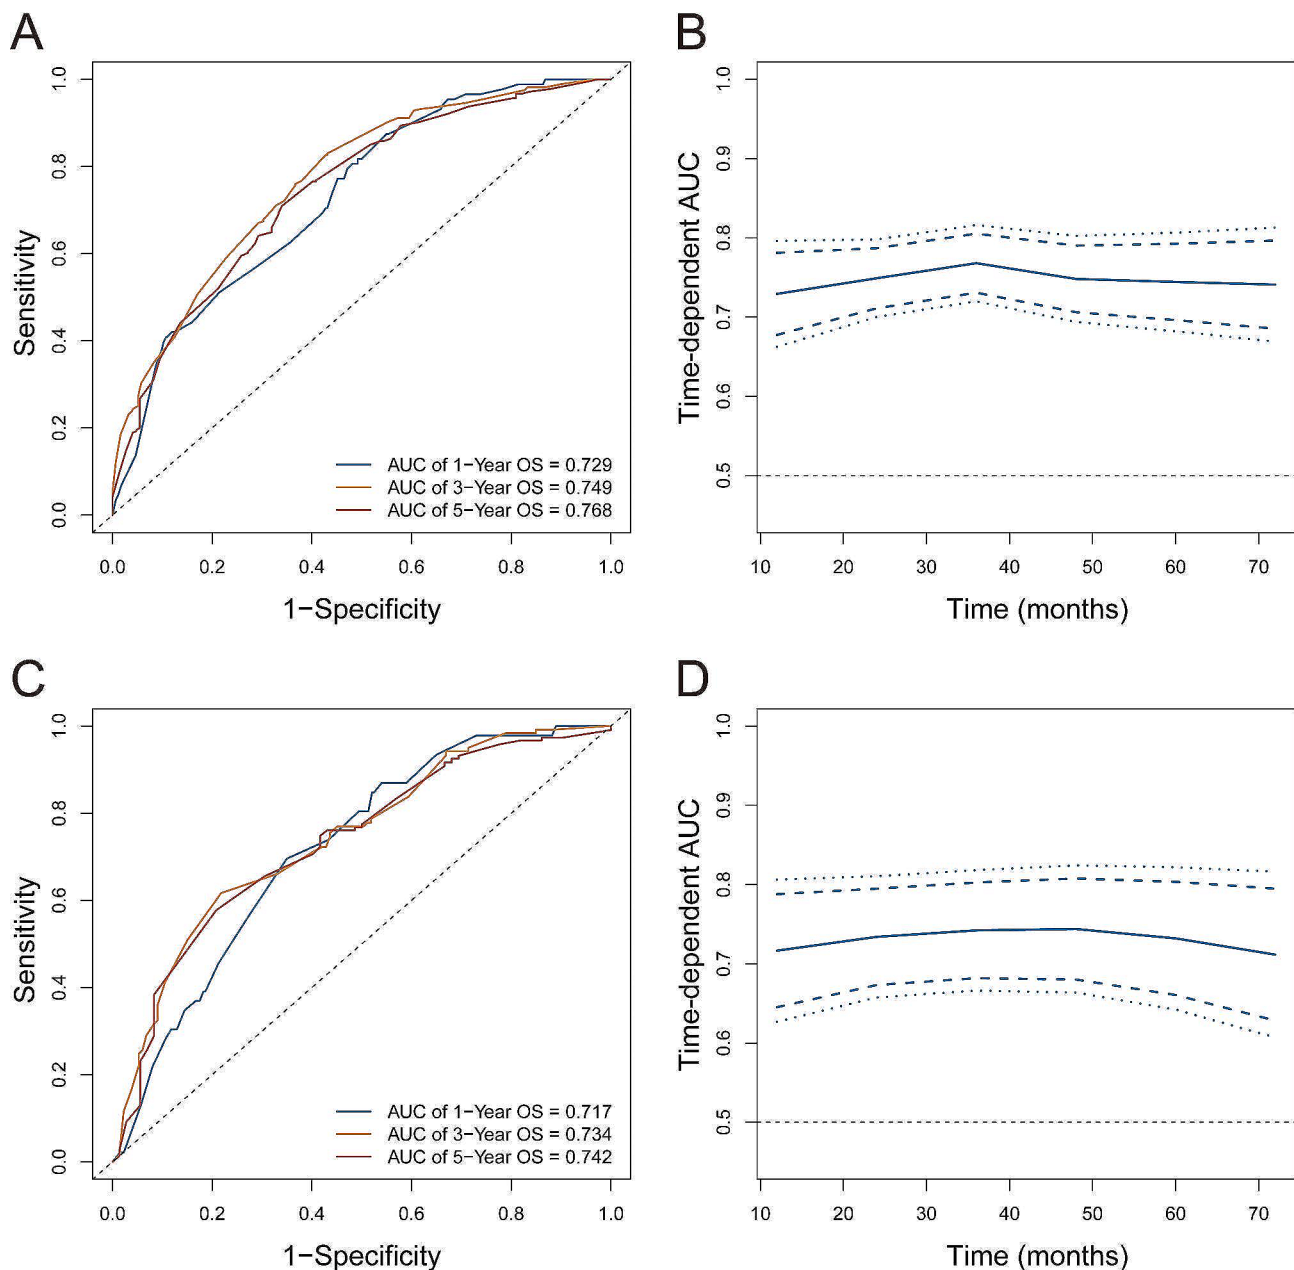 A
Sensitivity
1.0
0.8
0.6
0.4
0.2
0.0
AUC of 1−Year OS = 0.729
AUC of 3−Year OS = 0.749
AUC of 5−Year OS = 0.768
0.0 0.2 0.4 0.6 0.8 1.0
1−Specificity
B
Time−dependent AUC
1.0
0.9
0.8
0.7
0.6
0.5
10 20 30 40 50 60 70
Time (months)
C
Sensitivity
1.0
0.8
0.6
0.4
0.2
0.0
AUC of 1−Year OS = 0.717
AUC of 3−Year OS = 0.734
AUC of 5−Year OS = 0.742
0.0 0.2 0.4 0.6 0.8 1.0
1−Specificity
D
Time−dependent AUC
1.0
0.9
0.8
0.7
0.6
0.5
10 20 30 40 50 60 70
Time (months)